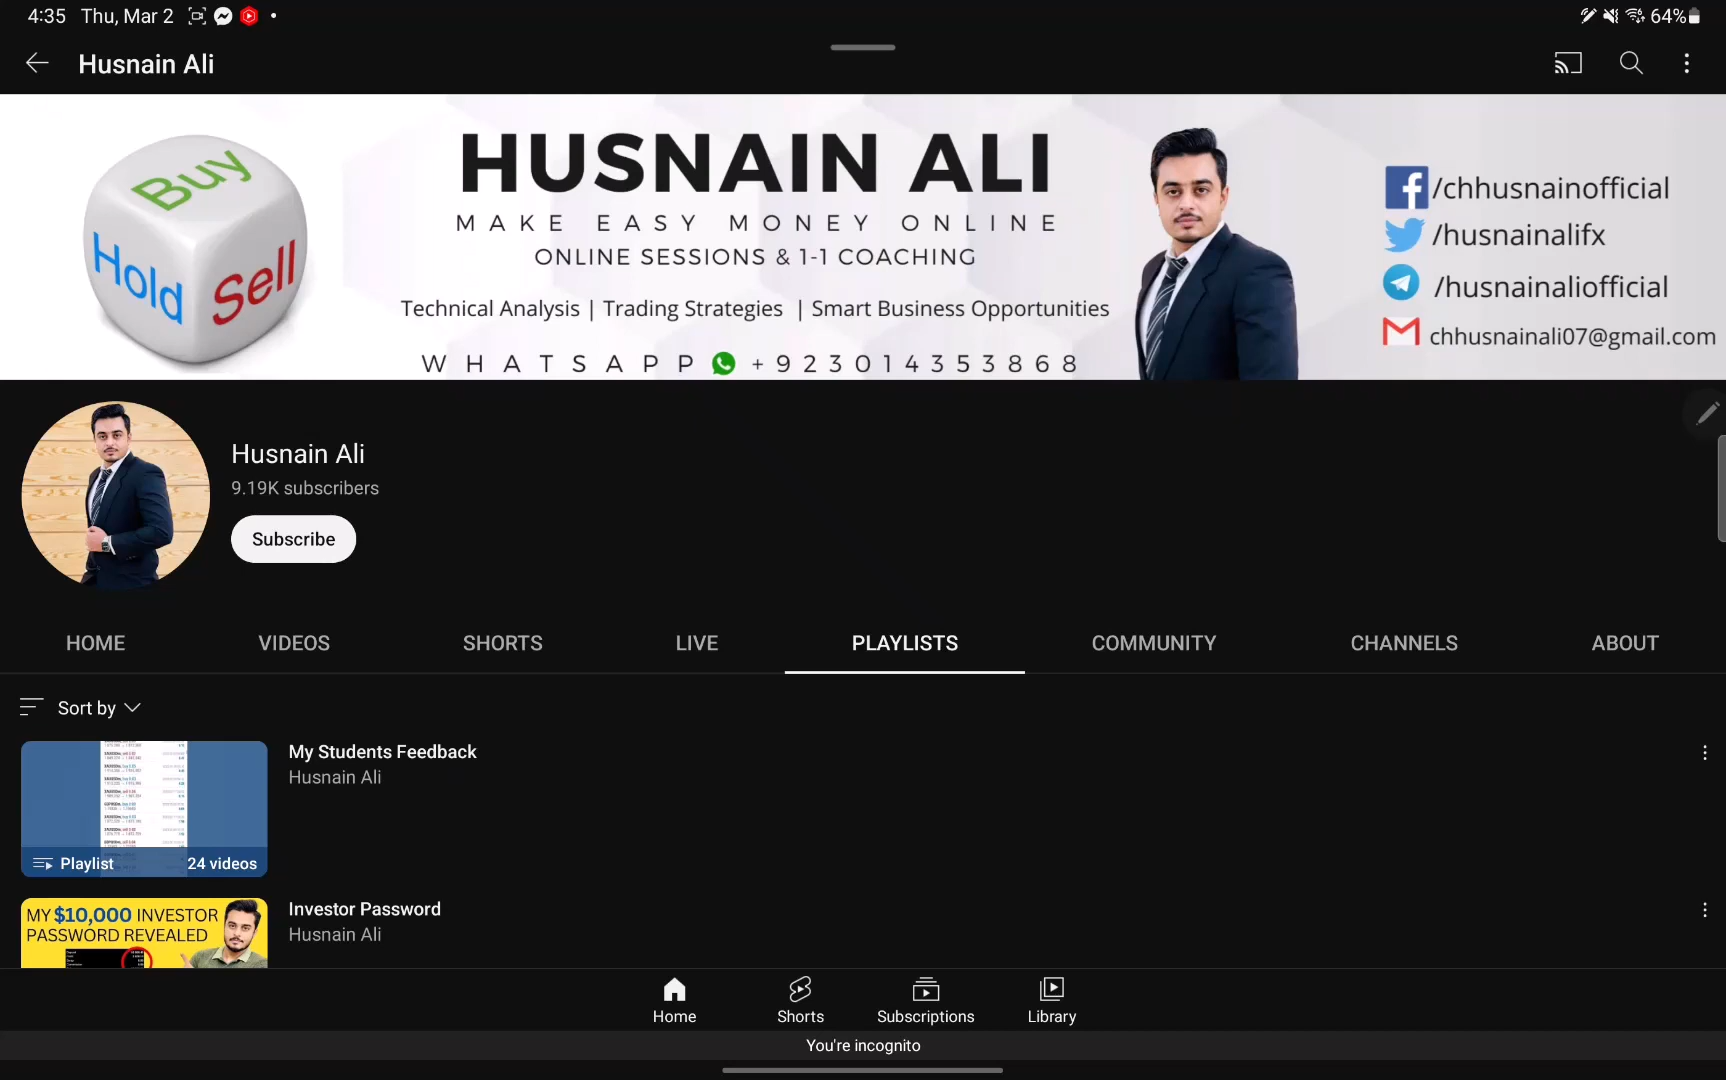 4:35 Thu, Mar 2 64%
Husnain Ali
Buy
Hold
Sell
HUSNAIN ALI
MAKE EASY MONEY ONLINE
ONLINE SESSIONS & 1-1 COACHING
Technical Analysis | Trading Strategies | Smart Business Opportunities
WHATSAPP +923014353868
/chhusnainofficial
/husnainalifx
/husnainaliofficial
chhusnainali07@gmail.com
Husnain Ali
9.19K subscribers
Subscribe
HOME VIDEOS SHORTS LIVE PLAYLISTS COMMUNITY CHANNELS ABOUT
Sort by
My Students Feedback
Husnain Ali
Playlist 24 videos
MY $10,000 INVESTOR
PASSWORD REVEALED
Investor Password
Husnain Ali
Home Shorts Subscriptions Library
You're incognito